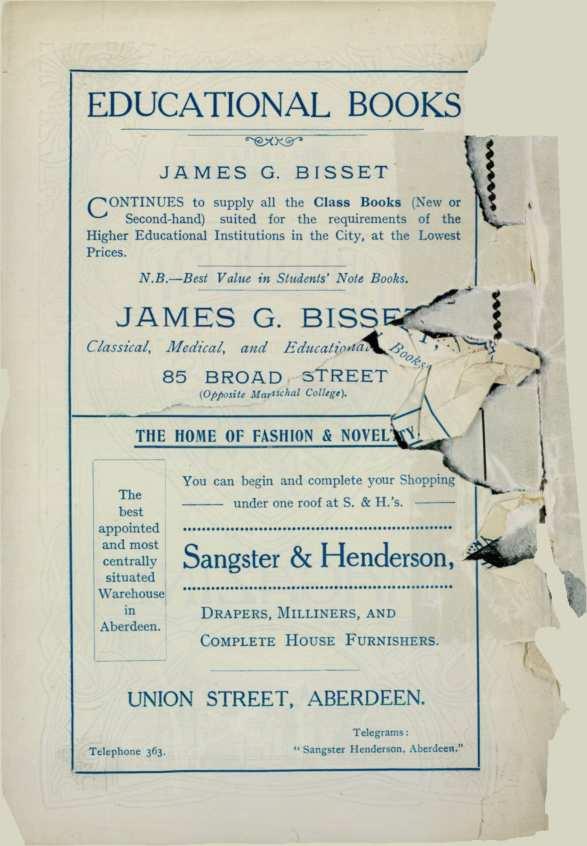 EDUCATIONAL BOOKS
JAMES G. BISSET
CONTINUES to supply all the Class Books (New or
Second-hand) suited for the requirements of the
Higher Educational Institutions in the City, at the Lowest
Prices.
N.B.—Best Value in Students' Note Books.
JAMES G. BISSET,
Classical, Medical, and Educational Books
85 BROAD STREET
(Opposite Marischal College).
THE HOME OF FASHION & NOVELTY.
You can begin and complete your Shopping
under one roof at S. & H.'s.
The
best
appointed
and most
centrally
situated
Warehouse
in
Aberdeen.
Sangster & Henderson,
DRAPERS, MILLINERS, AND
COMPLETE HOUSE FURNISHERS.
UNION STREET, ABERDEEN.
Telephone 363.
Telegrams:
"Sangster Henderson, Aberdeen."